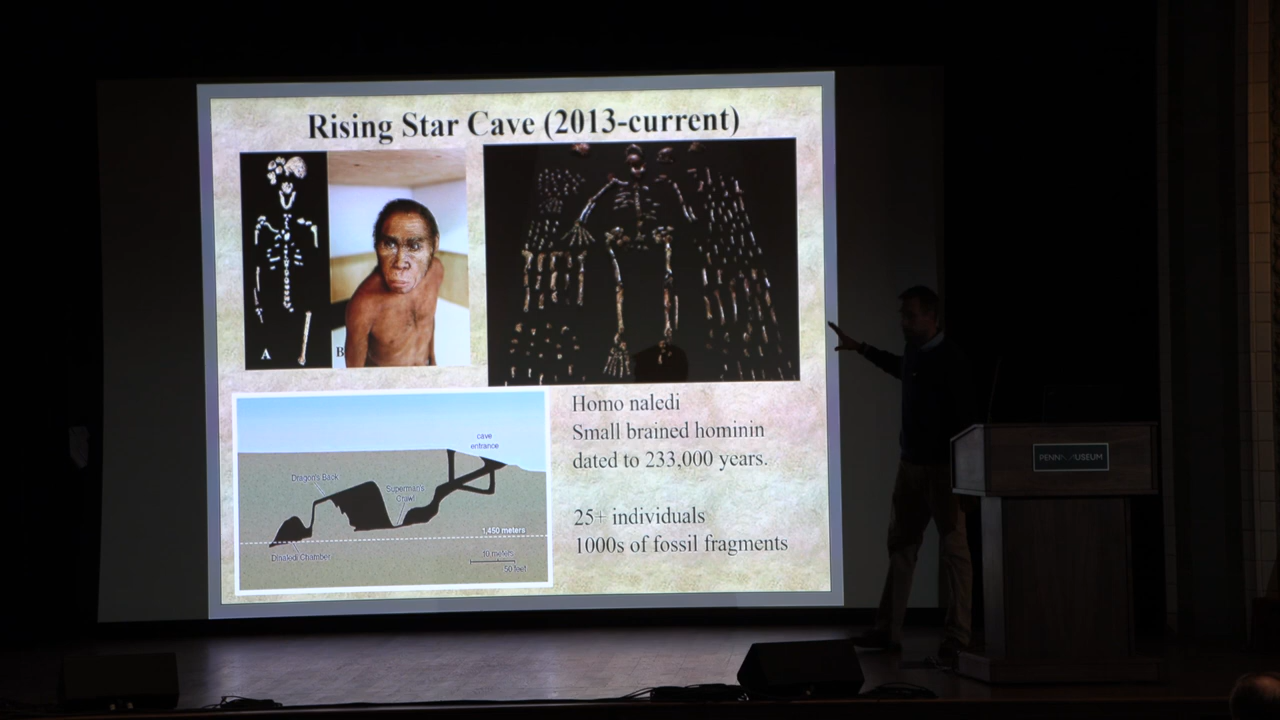 Rising Star Cave (2013-current)
A
B
Homo naledi
Small brained hominin
dated to 233,000 years.
25+ individuals
1000s of fossil fragments
cave
entrance
Dragon's Back
Superman's
Crawl
1,450 meters
Dinaledi Chamber
10 meters
50 feet
PENN MUSEUM